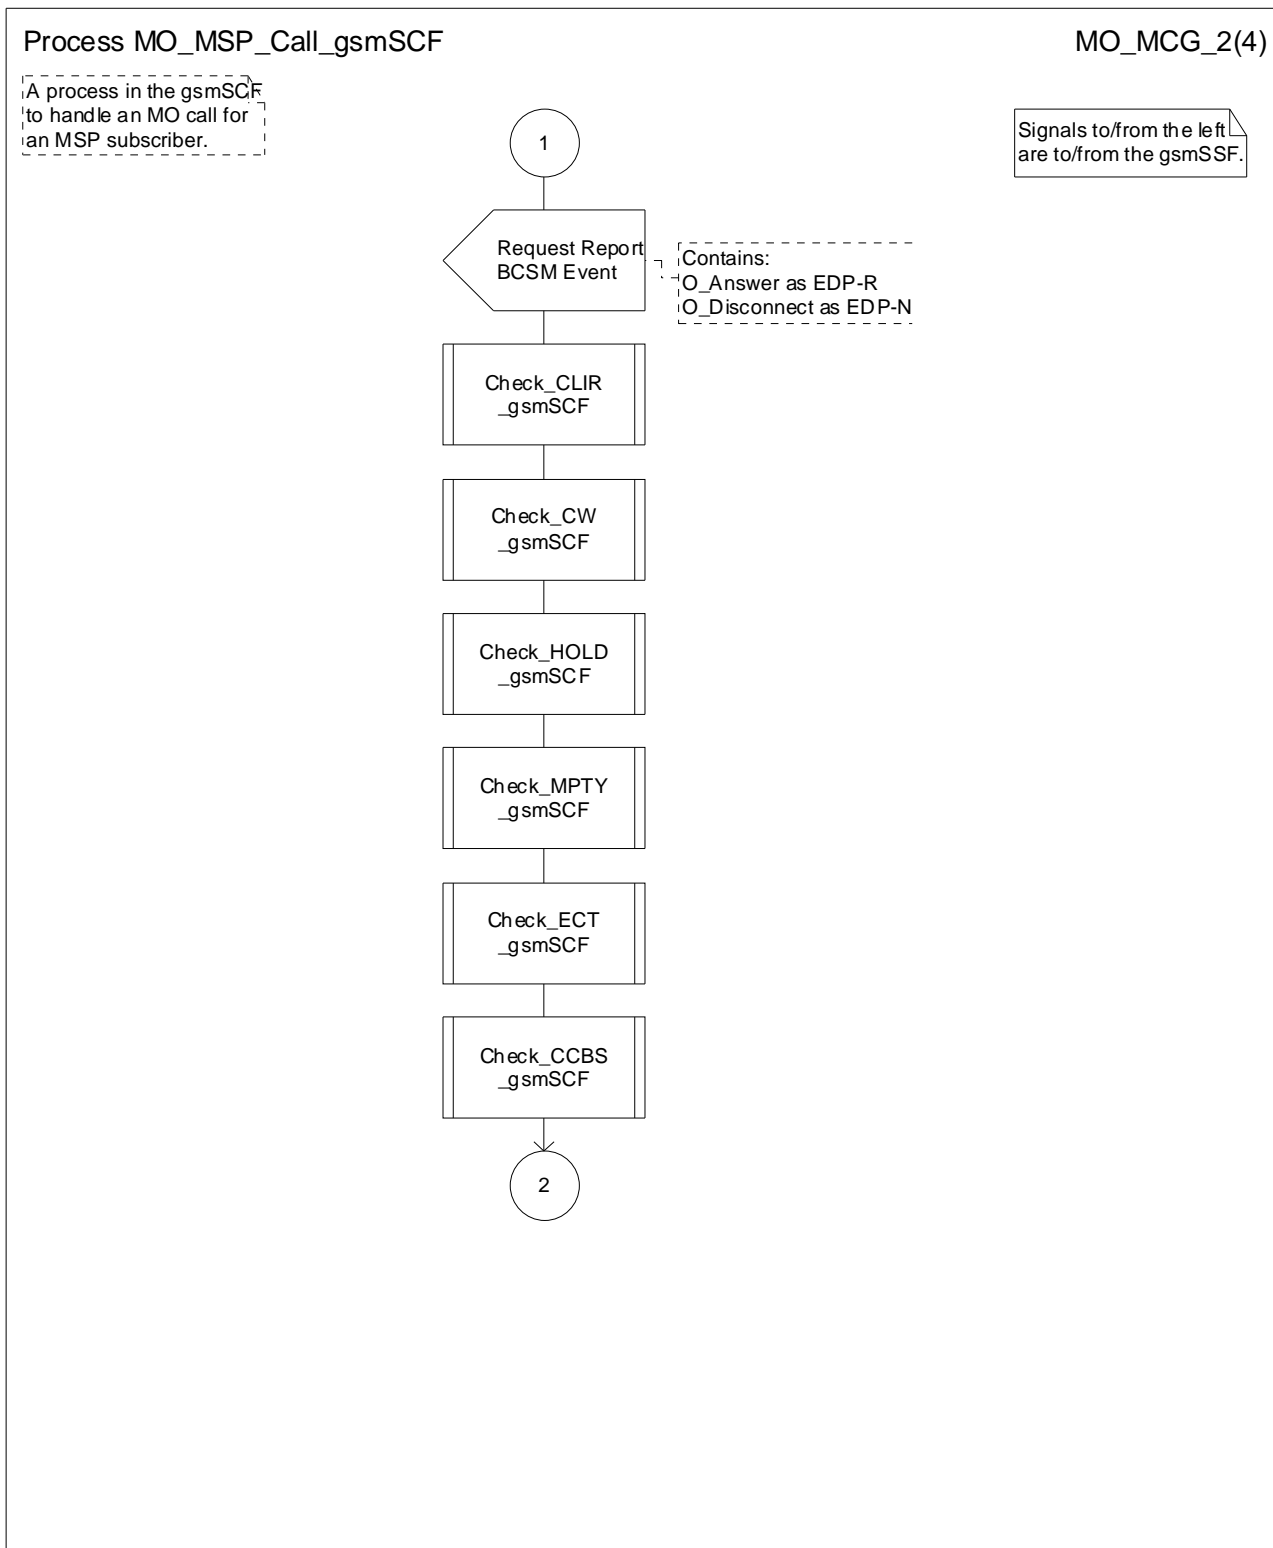 Process MO_MSP_Call_gsmSCF
MO_MCG_2(4)
A process in the gsmSCF
to handle an MO call for
an MSP subscriber.
Signals to/from the left
are to/from the gsmSSF.
1
Request Report
BCSM Event
Contains:
O_Answer as EDP-R
O_Disconnect as EDP-N
Check_CLIR
_gsmSCF
Check_CW
_gsmSCF
Check_HOLD
_gsmSCF
Check_MPTY
_gsmSCF
Check_ECT
_gsmSCF
Check_CCBS
_gsmSCF
2